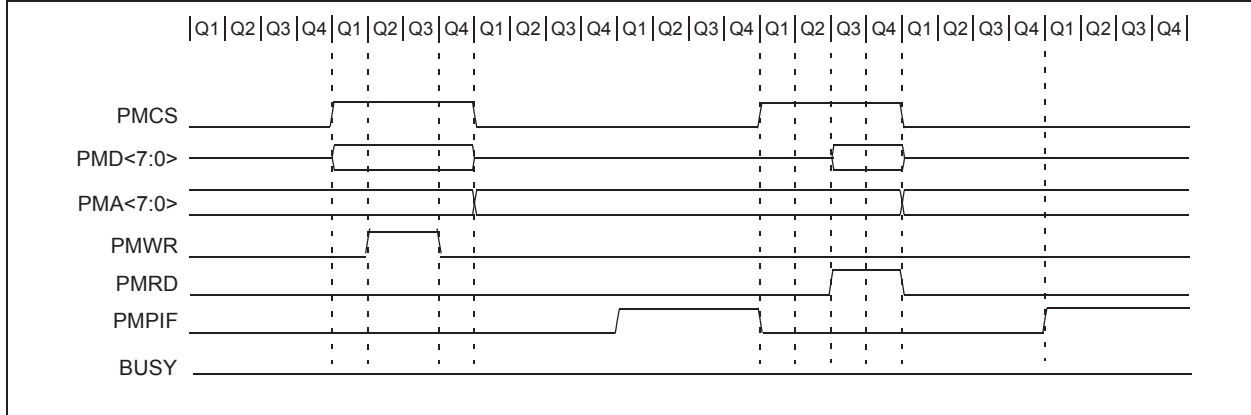 Q1 Q2 Q3 Q4 Q1 Q2 Q3 Q4 Q1 Q2 Q3 Q4 Q1 Q2 Q3 Q4 Q1 Q2 Q3 Q4 Q1 Q2 Q3 Q4 Q1 Q2 Q3 Q4
PMCS
PMD<7:0>
PMA<7:0>
PMWR
PMRD
PMPIF
BUSY